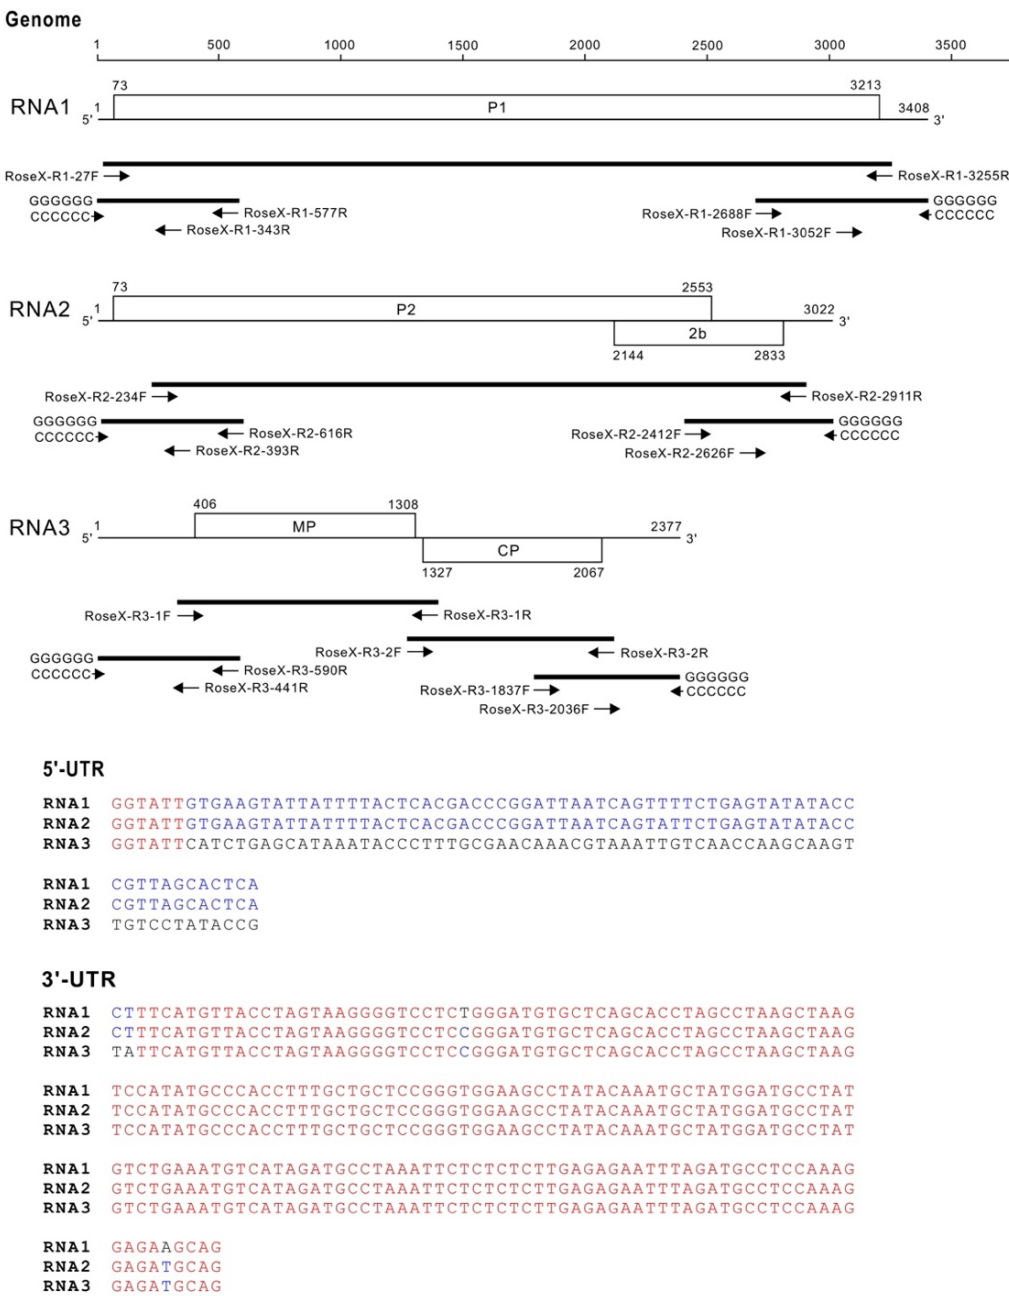 Genome
1 500 1000 1500 2000 2500 3000 3500
73 3213
RNA1 5' 1 P1 3408 3'
RoseX-R1-27F RoseX-R1-3255R
GGGGGG GGGGGG
CCCCCC RoseX-R1-577R RoseX-R1-2688F CCCCCC
RoseX-R1-343R RoseX-R1-3052F
73 2553
RNA2 5' 1 P2 3022 3'
2b
2144 2833
RoseX-R2-234F RoseX-R2-2911R
GGGGGG GGGGGG
CCCCCC RoseX-R2-616R RoseX-R2-2412F CCCCCC
RoseX-R2-393R RoseX-R2-2626F
406 1308
RNA3 5' 1 MP 2377 3'
CP
1327 2067
RoseX-R3-1F RoseX-R3-1R
RoseX-R3-2F RoseX-R3-2R
GGGGGG RoseX-R3-590R GGGGGG
CCCCCC RoseX-R3-441R RoseX-R3-1837F CCCCCC
RoseX-R3-2036F
5'-UTR
RNA1 GGTATTGTGAAGTATTATTTTACTCACGACCCGGATTAATCAGTTTTCTGAGTATATACC
RNA2 GGTATTGTGAAGTATTATTTTACTCACGACCCGGATTAATCAGTATTCTGAGTATATACC
RNA3 GGTATTCATCTGAGCATAAATACCCTTTGCGAACAAACGTAAATTGTCAACCAAGCAAGT
RNA1 CGTTAGCACTCA
RNA2 CGTTAGCACTCA
RNA3 TGTCCTATACCG
3'-UTR
RNA1 CTTTCATGTTACCTAGTAAGGGGTCCTCTGGGATGTGCTCAGCACCTAGCCTAAGCTAAG
RNA2 CTTTCATGTTACCTAGTAAGGGGTCCTCCGGGATGTGCTCAGCACCTAGCCTAAGCTAAG
RNA3 TATTCATGTTACCTAGTAAGGGGTCCTCCGGGATGTGCTCAGCACCTAGCCTAAGCTAAG
RNA1 TCCATATGCCCACCTTTGCTGCTCCGGGTGGAAGCCTATACAAATGCTATGGATGCCTAT
RNA2 TCCATATGCCCACCTTTGCTGCTCCGGGTGGAAGCCTATACAAATGCTATGGATGCCTAT
RNA3 TCCATATGCCCACCTTTGCTGCTCCGGGTGGAAGCCTATACAAATGCTATGGATGCCTAT
RNA1 GTCTGAAATGTCATAGATGCCTAAATTCTCTCTCTTGAGAGAATTTAGATGCCTCCAAAG
RNA2 GTCTGAAATGTCATAGATGCCTAAATTCTCTCTCTTGAGAGAATTTAGATGCCTCCAAAG
RNA3 GTCTGAAATGTCATAGATGCCTAAATTCTCTCTCTTGAGAGAATTTAGATGCCTCCAAAG
RNA1 GAGAAGCAG
RNA2 GAGATGCAG
RNA3 GAGATGCAG